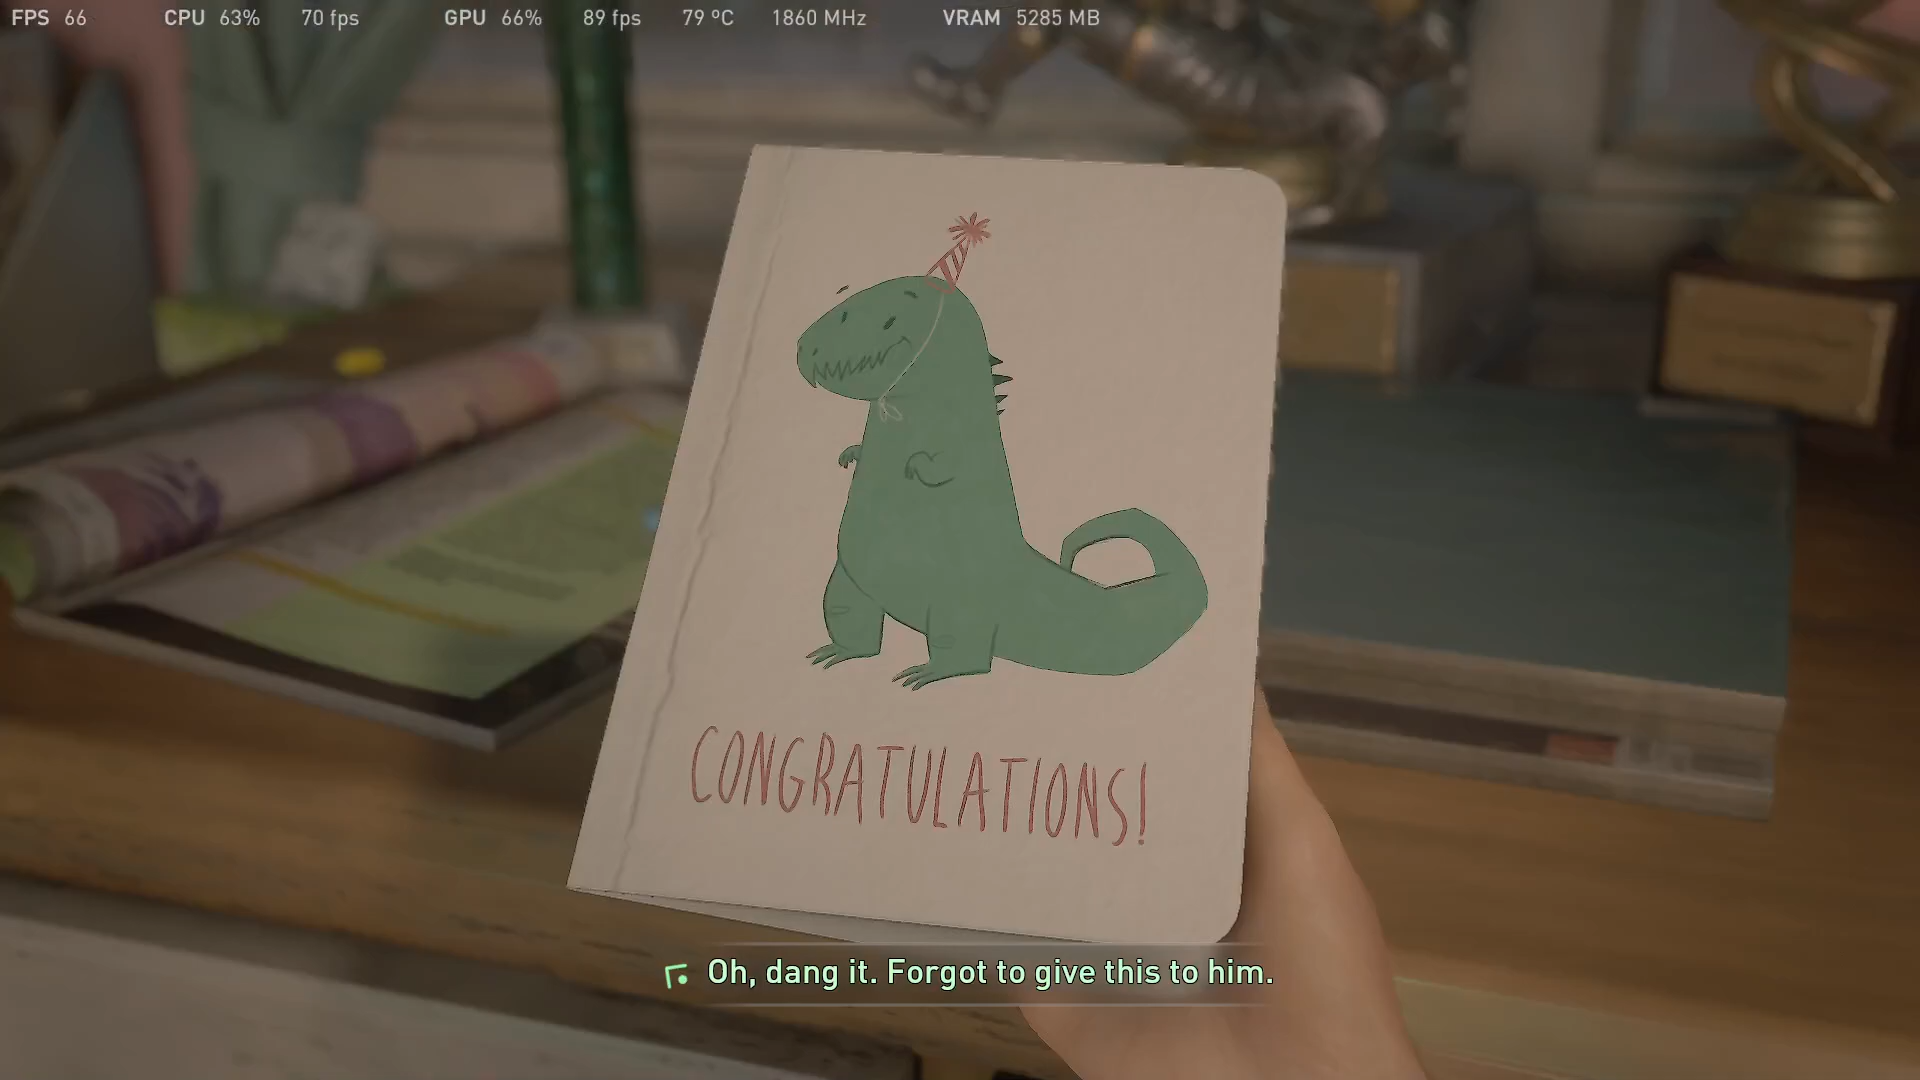 FPS 66 CPU 63% 70 fps GPU 66% 89 fps 79 ºC 1860 MHz VRAM 5285 MB
CONGRATULATIONS!
Oh, dang it. Forgot to give this to him.